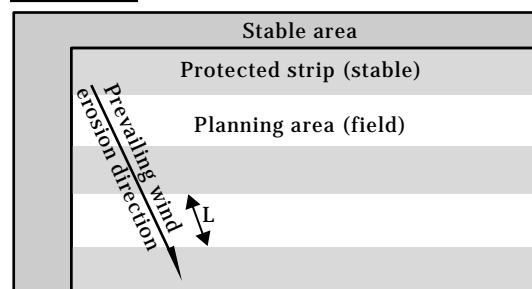 Stable area
Protected strip (stable)
Planning area (field)
Prevailing wind
erosion direction
L